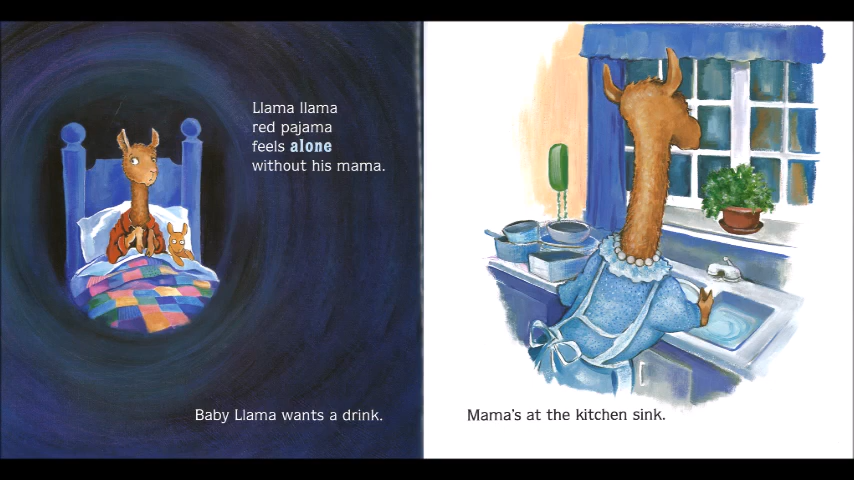 Llama llama
red pajama
feels alone
without his mama.
Baby Llama wants a drink.
Mama's at the kitchen sink.